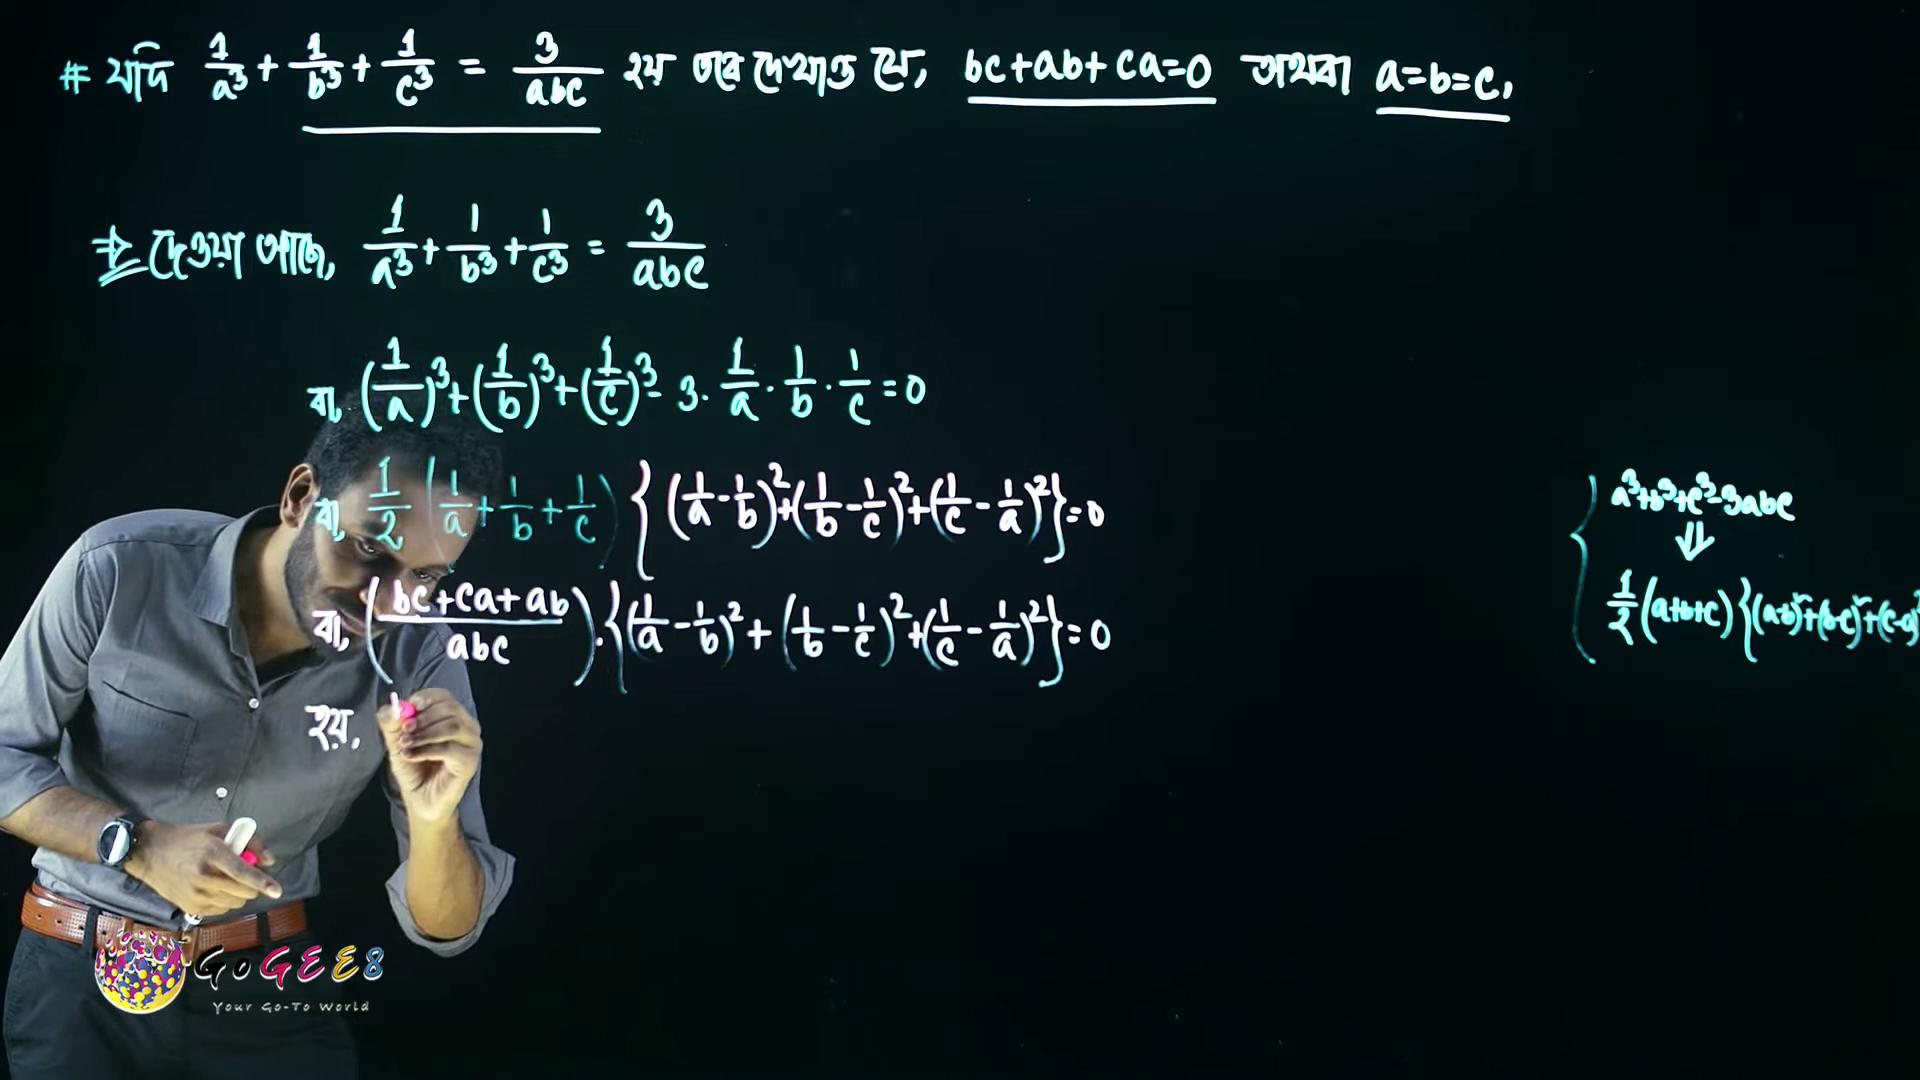 # যদি 1/a³ + 1/b³ + 1/c³ = 3/abc হয় তবে দেখাও যে, bc+ab+ca=0 অথবা a=b=c,
⇒ দেওয়া আছে, 1/a³ + 1/b³ + 1/c³ = 3/abc
বা, (1/a)³ + (1/b)³ + (1/c)³ - 3 · 1/a · 1/b · 1/c = 0
বা, 1/2 (1/a + 1/b + 1/c) {(1/a - 1/b)² + (1/b - 1/c)² + (1/c - 1/a)²} = 0
বা, ((bc+ca+ab)/abc) · {(1/a - 1/b)² + (1/b - 1/c)² + (1/c - 1/a)²} = 0
হয়,
{ a³+b³+c³-3abc
⇓
1/2 (a+b+c) {(a-b)²+(b-c)²+(c-a)²
GoGEE8
Your Go-To World